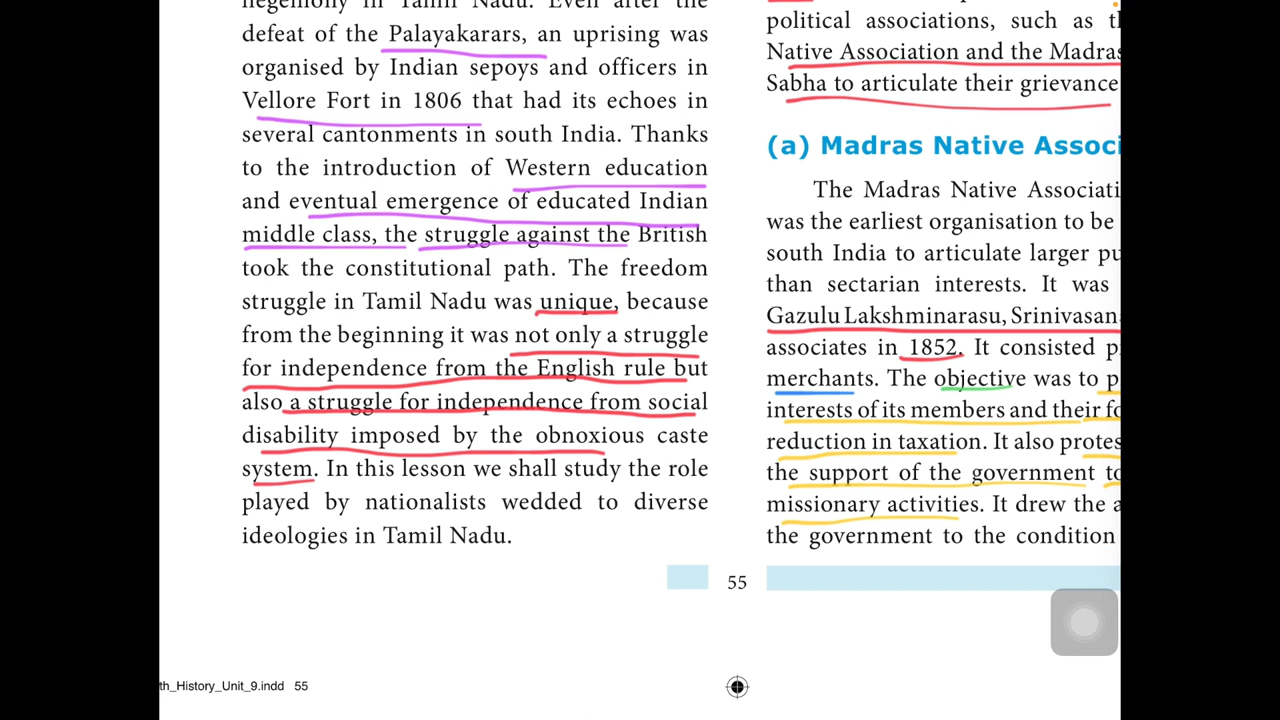 hegemony in Tamil Nadu. Even after the
defeat of the Palayakarars, an uprising was
organised by Indian sepoys and officers in
Vellore Fort in 1806 that had its echoes in
several cantonments in south India. Thanks
to the introduction of Western education
and eventual emergence of educated Indian
middle class, the struggle against the British
took the constitutional path. The freedom
struggle in Tamil Nadu was unique, because
from the beginning it was not only a struggle
for independence from the English rule but
also a struggle for independence from social
disability imposed by the obnoxious caste
system. In this lesson we shall study the role
played by nationalists wedded to diverse
ideologies in Tamil Nadu.
political associations, such as
Native Association and the Madras
Sabha to articulate their grievance
(a) Madras Native Associ
The Madras Native Associati
was the earliest organisation to be
south India to articulate larger pu
than sectarian interests. It was
Gazulu Lakshminarasu, Srinivasan
associates in 1852. It consisted p
merchants. The objective was to p
interests of its members and their fo
reduction in taxation. It also protes
the support of the government to
missionary activities. It drew the a
the government to the condition
55
th_History_Unit_9.indd 55